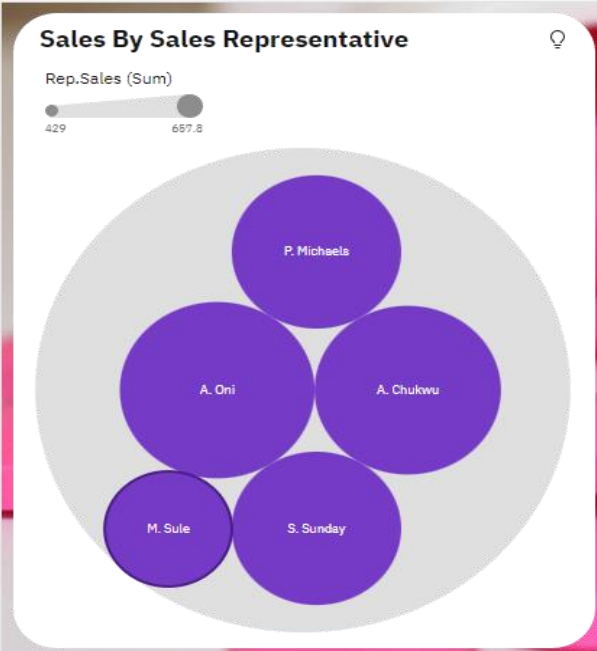 Sales By Sales Representative
Rep.Sales (Sum)
429 657.8
P. Michaels
A. Oni A. Chukwu
M. Sule S. Sunday